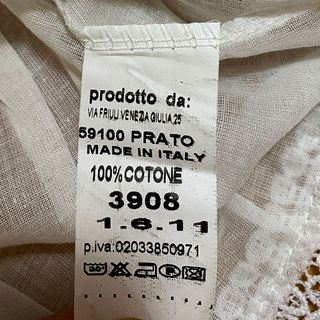 prodotto da:
VIA FRIULI VENEZIA GIULIA, 25
59100 PRATO
MADE IN ITALY
100% COTONE
3908
1.6.11
p.iva:02033850971